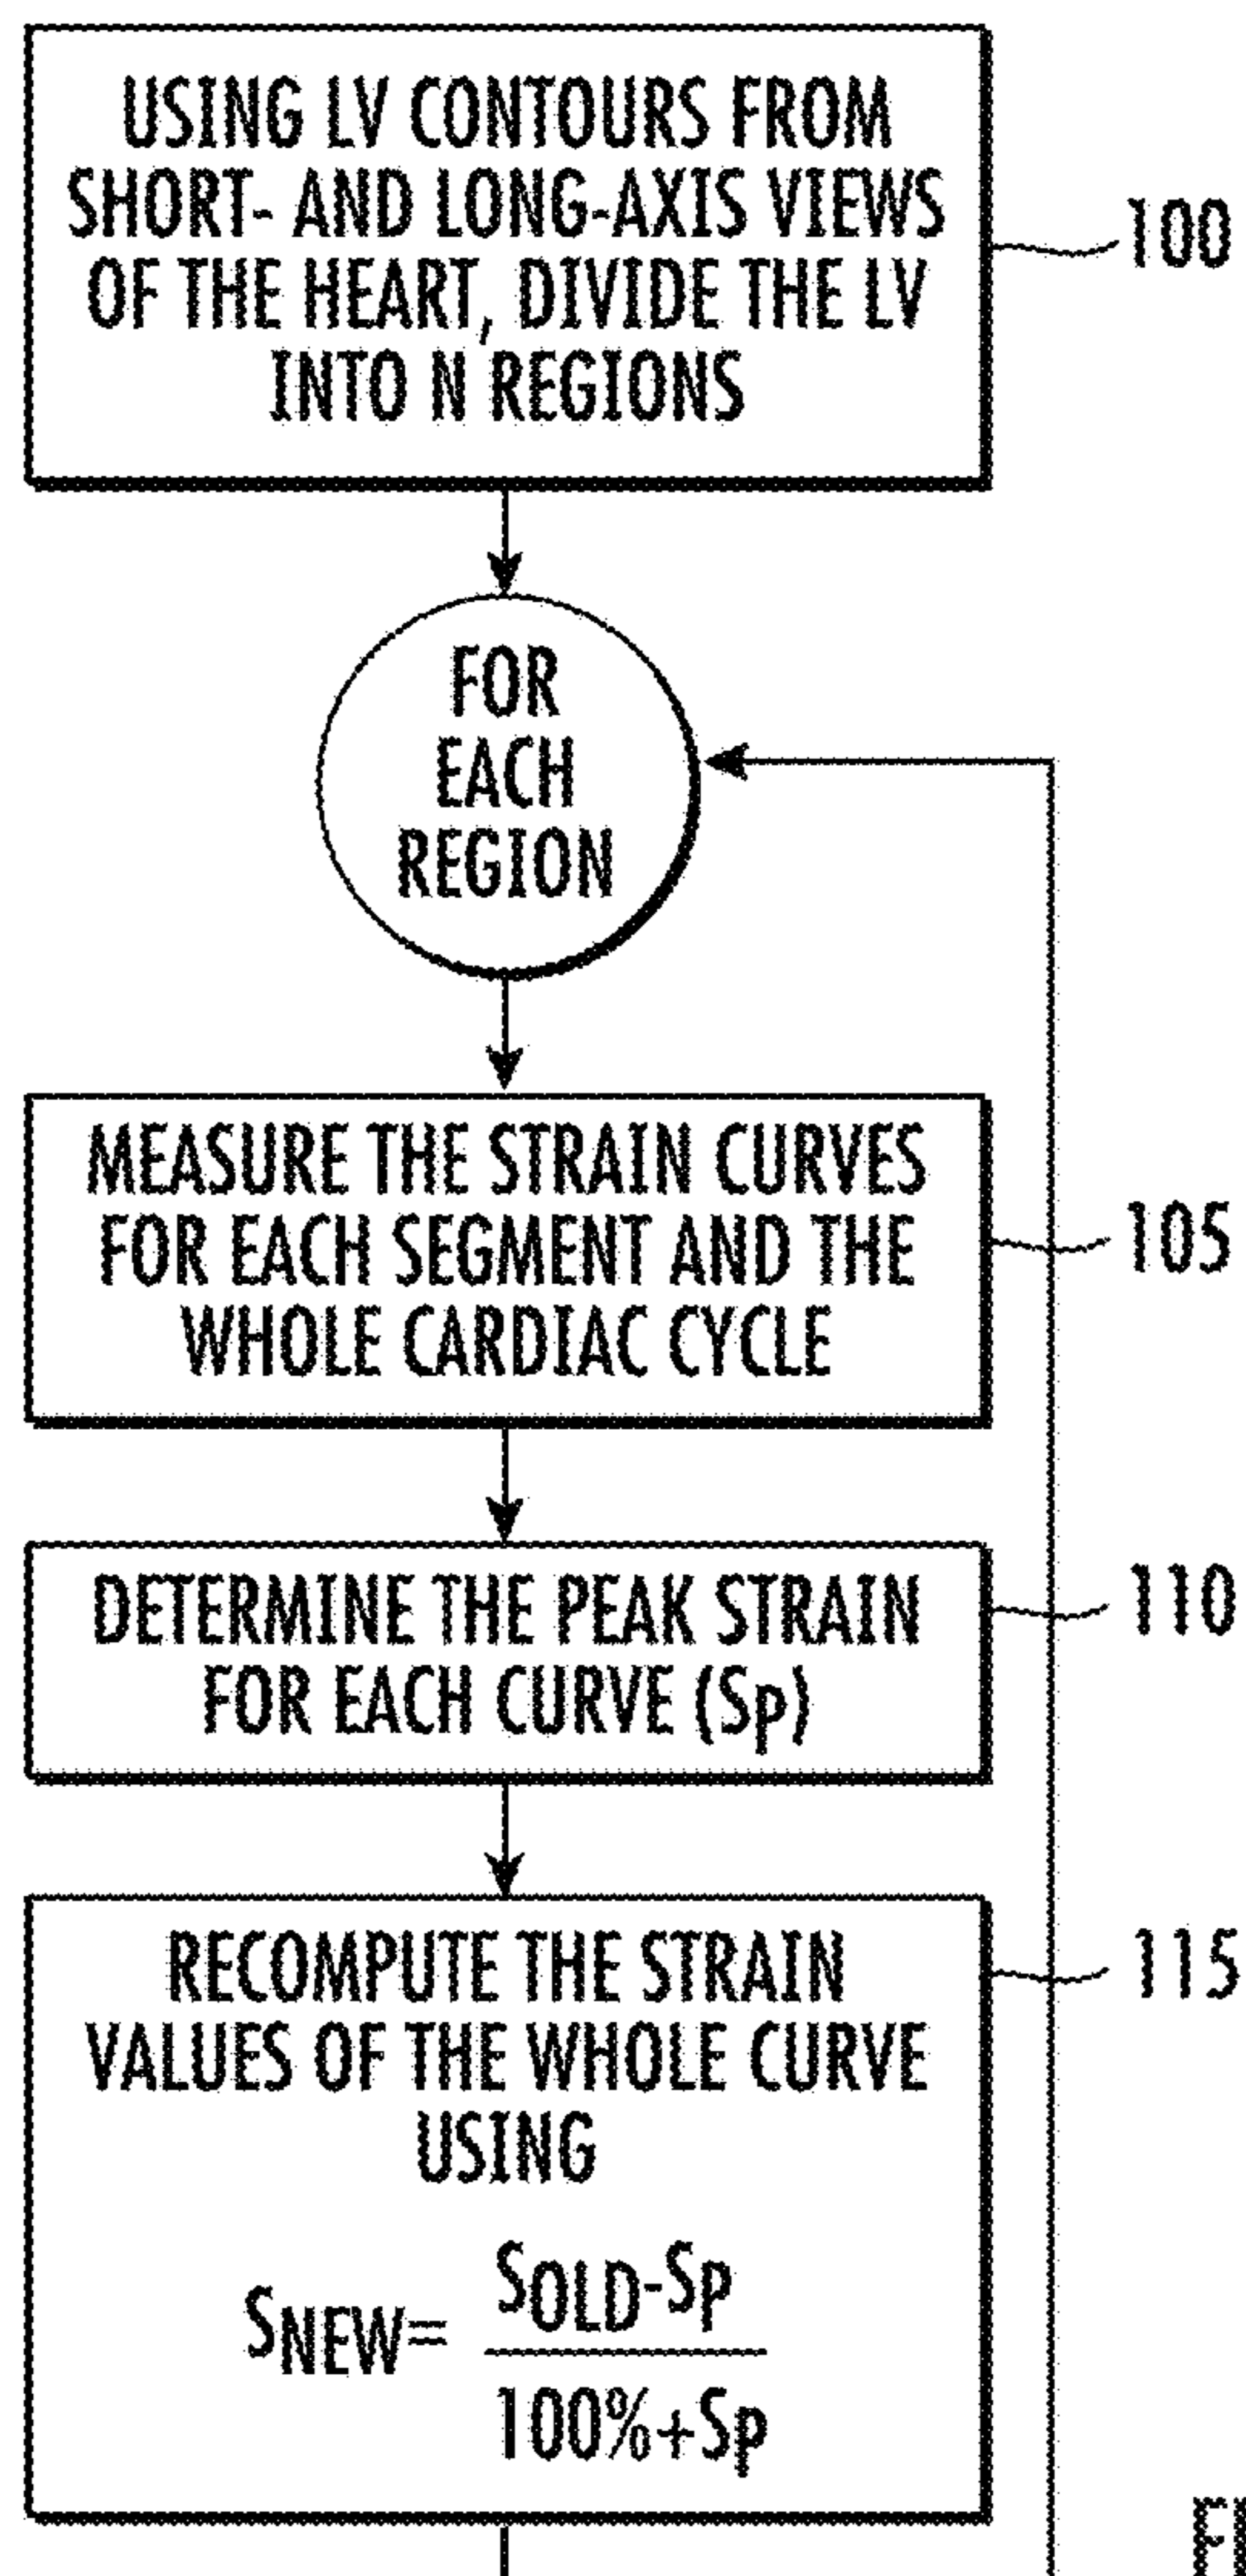 USING LV CONTOURS FROM
SHORT- AND LONG-AXIS VIEWS
OF THE HEART, DIVIDE THE LV
INTO N REGIONS
100
FOR
EACH
REGION
MEASURE THE STRAIN CURVES
FOR EACH SEGMENT AND THE
WHOLE CARDIAC CYCLE
105
DETERMINE THE PEAK STRAIN
FOR EACH CURVE (Sp)
110
RECOMPUTE THE STRAIN
VALUES OF THE WHOLE CURVE
USING
115
SNEW= SOLD-SP
100%+Sp